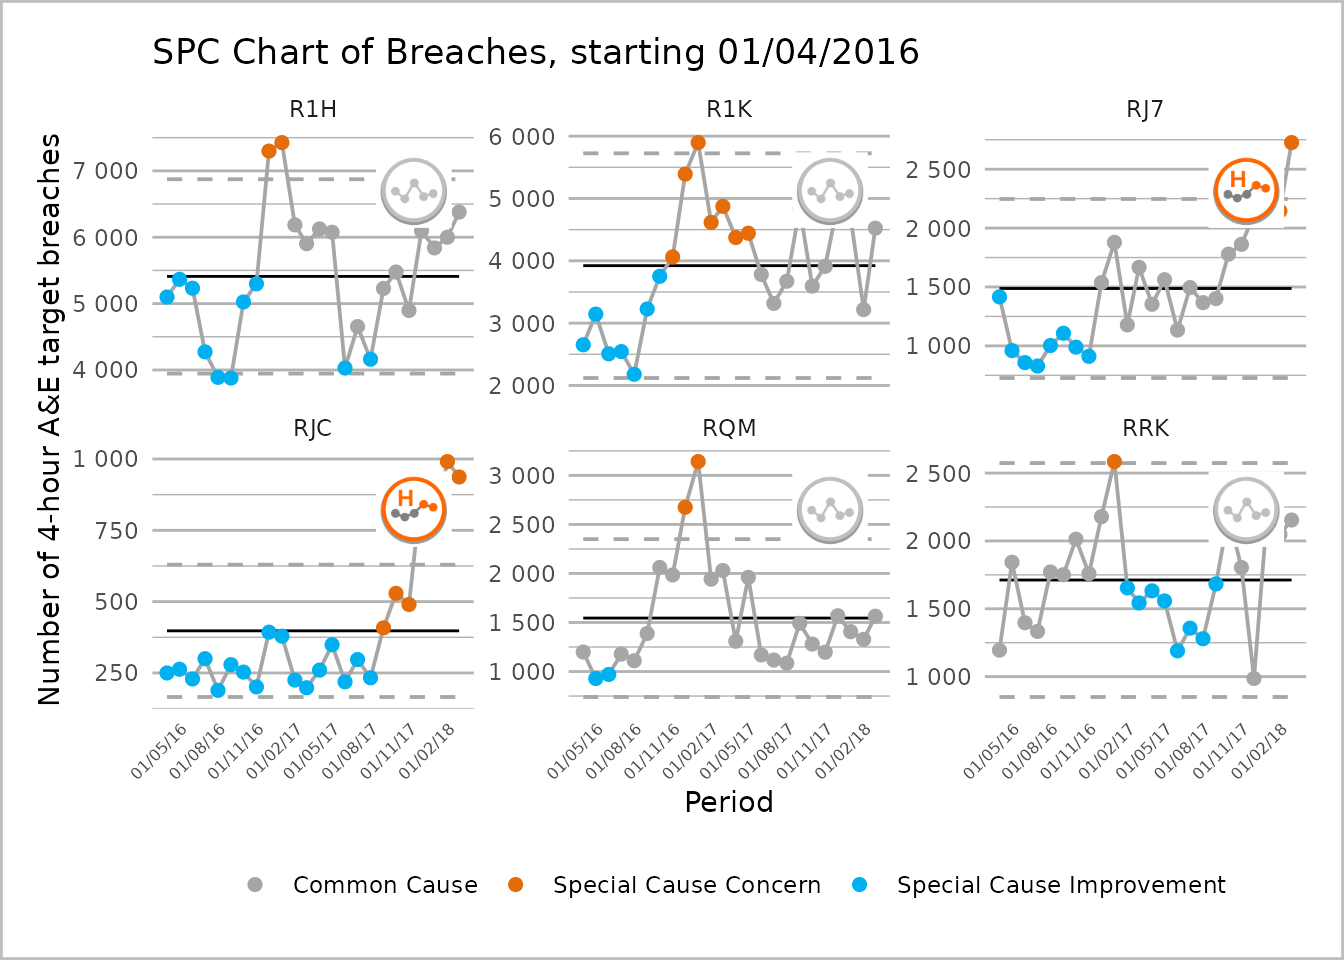 SPC Chart of Breaches, starting 01/04/2016
Number of 4-hour A&E target breaches
R1H
7 000
6 000
5 000
4 000
R1K
6 000
5 000
4 000
3 000
2 000
RJ7
2 500
2 000
1 500
1 000
H
RJC
1 000
750
500
250
H
RQM
3 000
2 500
2 000
1 500
1 000
RRK
2 500
2 000
1 500
1 000
01/05/16 01/08/16 01/11/16 01/02/17 01/05/17 01/08/17 01/11/17 01/02/18
01/05/16 01/08/16 01/11/16 01/02/17 01/05/17 01/08/17 01/11/17 01/02/18
01/05/16 01/08/16 01/11/16 01/02/17 01/05/17 01/08/17 01/11/17 01/02/18
Period
Common Cause Special Cause Concern Special Cause Improvement